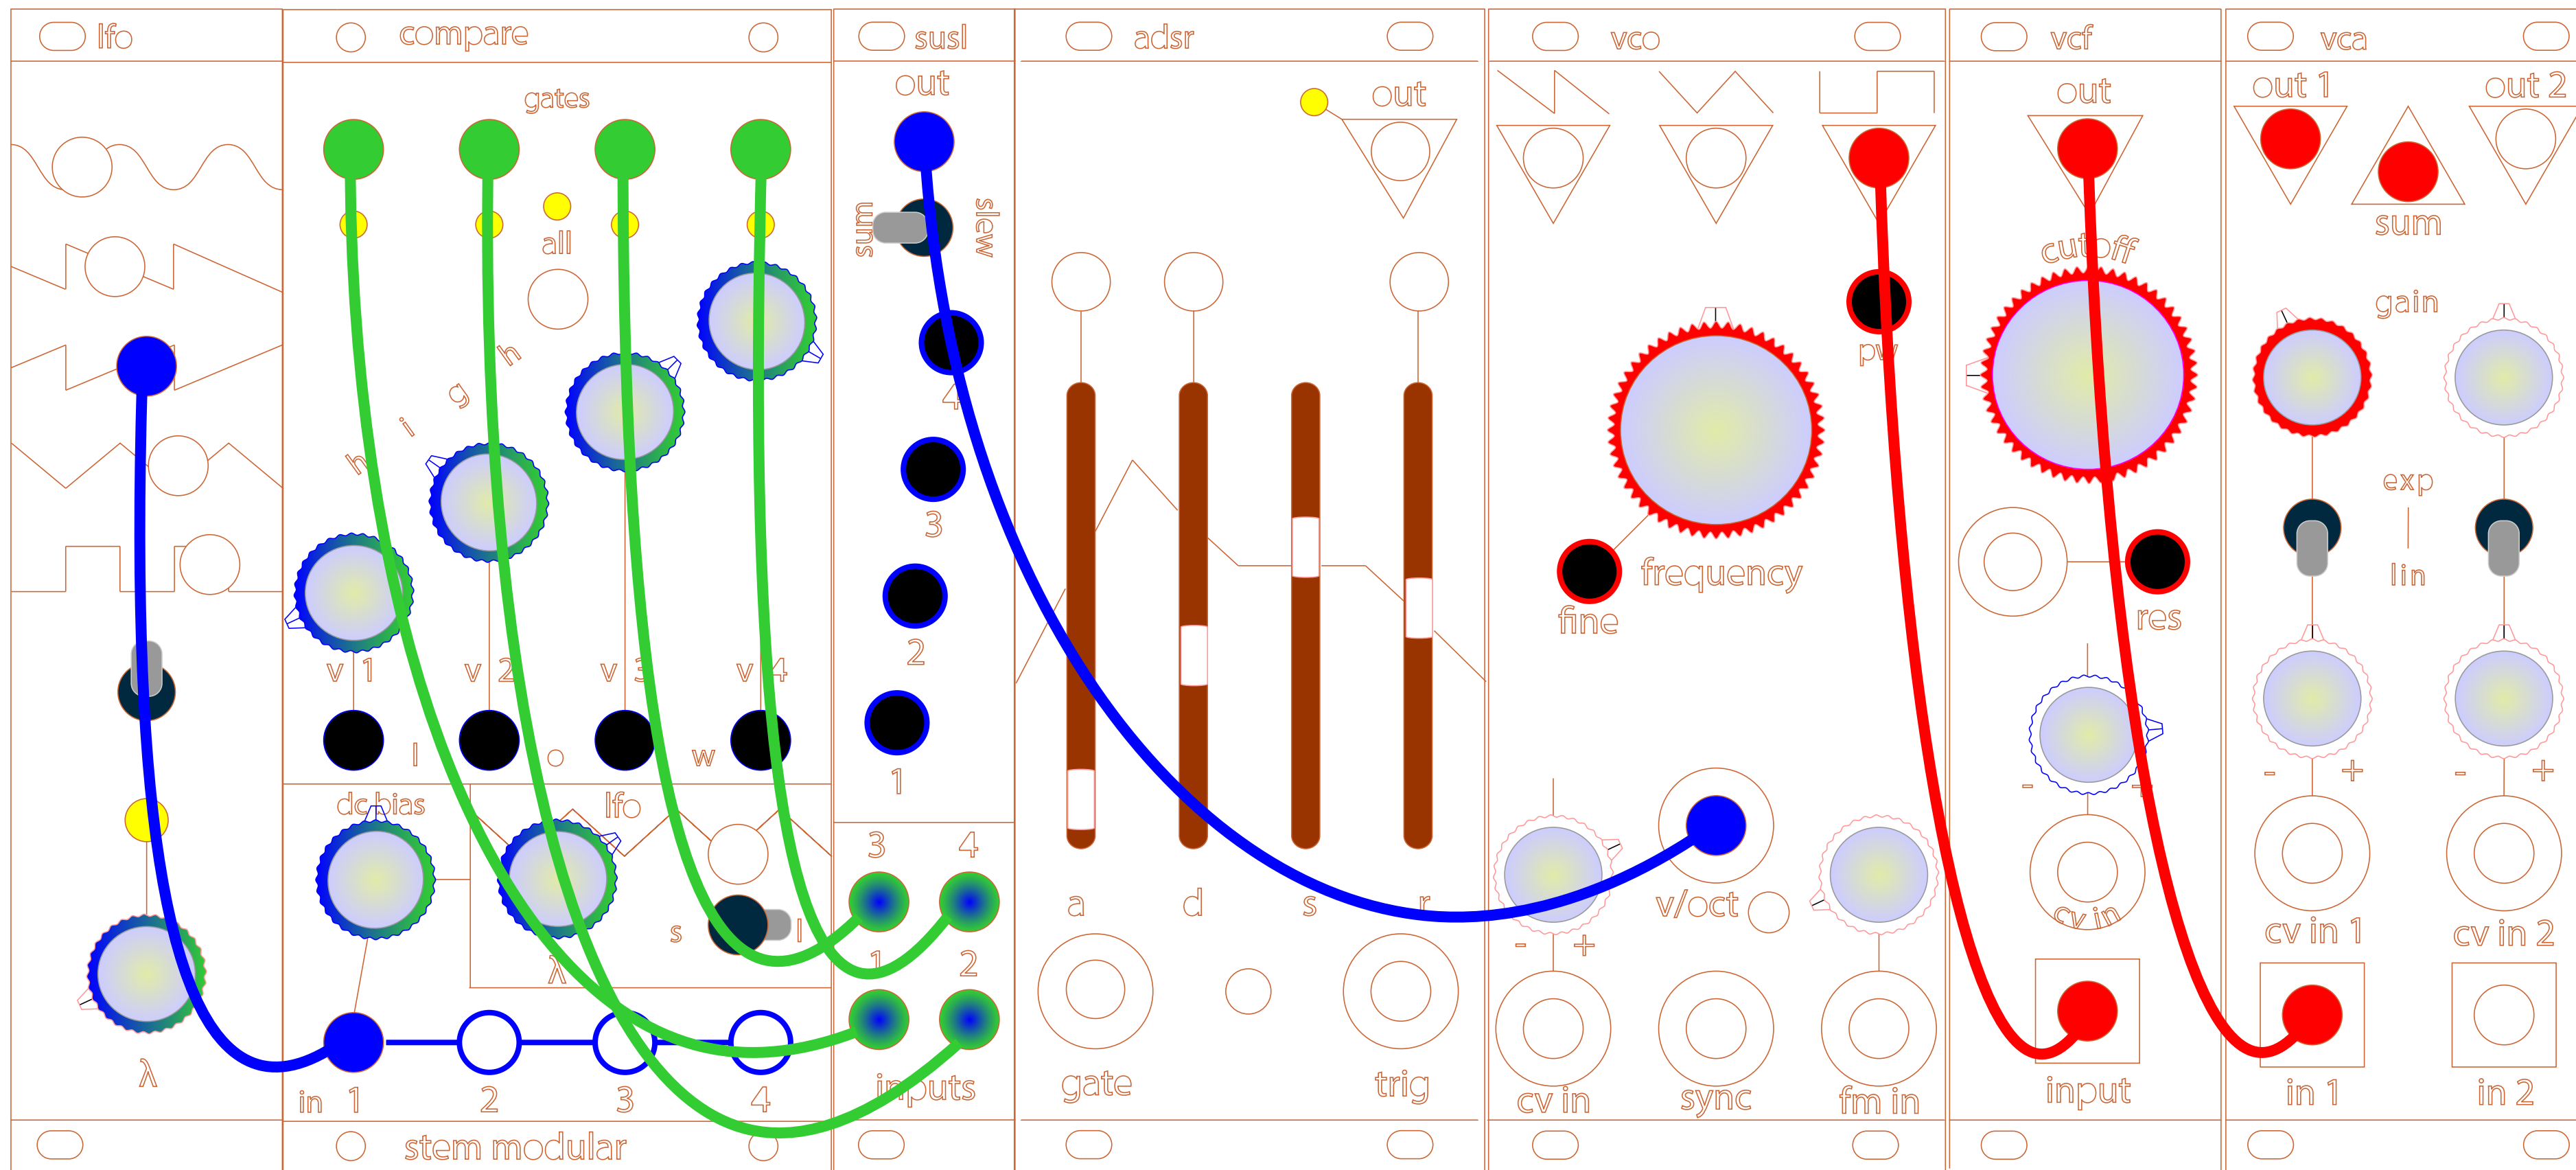 lfo
λ
compare
gates
all
high
v 1 v 2 v 3 v 4
low
dc bias
lfo
s l
λ
in 1 2 3 4
stem modular
susl
out
sum slew
4
3
2
1
3 4
1 2
inputs
adsr
out
a d s r
gate trig
vco
pw
frequency
fine
v/oct
- +
cv in sync fm in
vcf
out
cutoff
res
- +
cv in
input
vca
out 1 out 2
sum
gain
exp
lin
- + - +
cv in 1 cv in 2
in 1 in 2